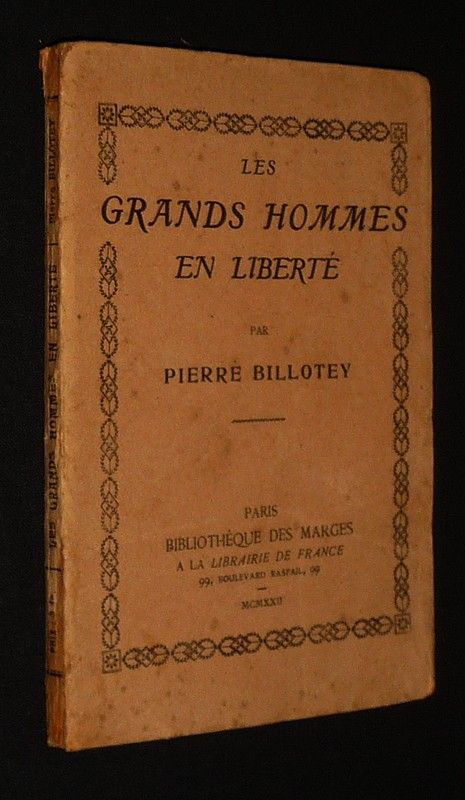 LES
GRANDS HOMMES
EN LIBERTÉ
PAR
PIERRE BILLOTEY
PARIS
BIBLIOTHÈQUE DES MARGES
A LA LIBRAIRIE DE FRANCE
99, BOULEVARD RASPAIL, 99
MCMXXII
Pierre BILLOTEY
LES GRANDS HOMMES EN LIBERTÉ